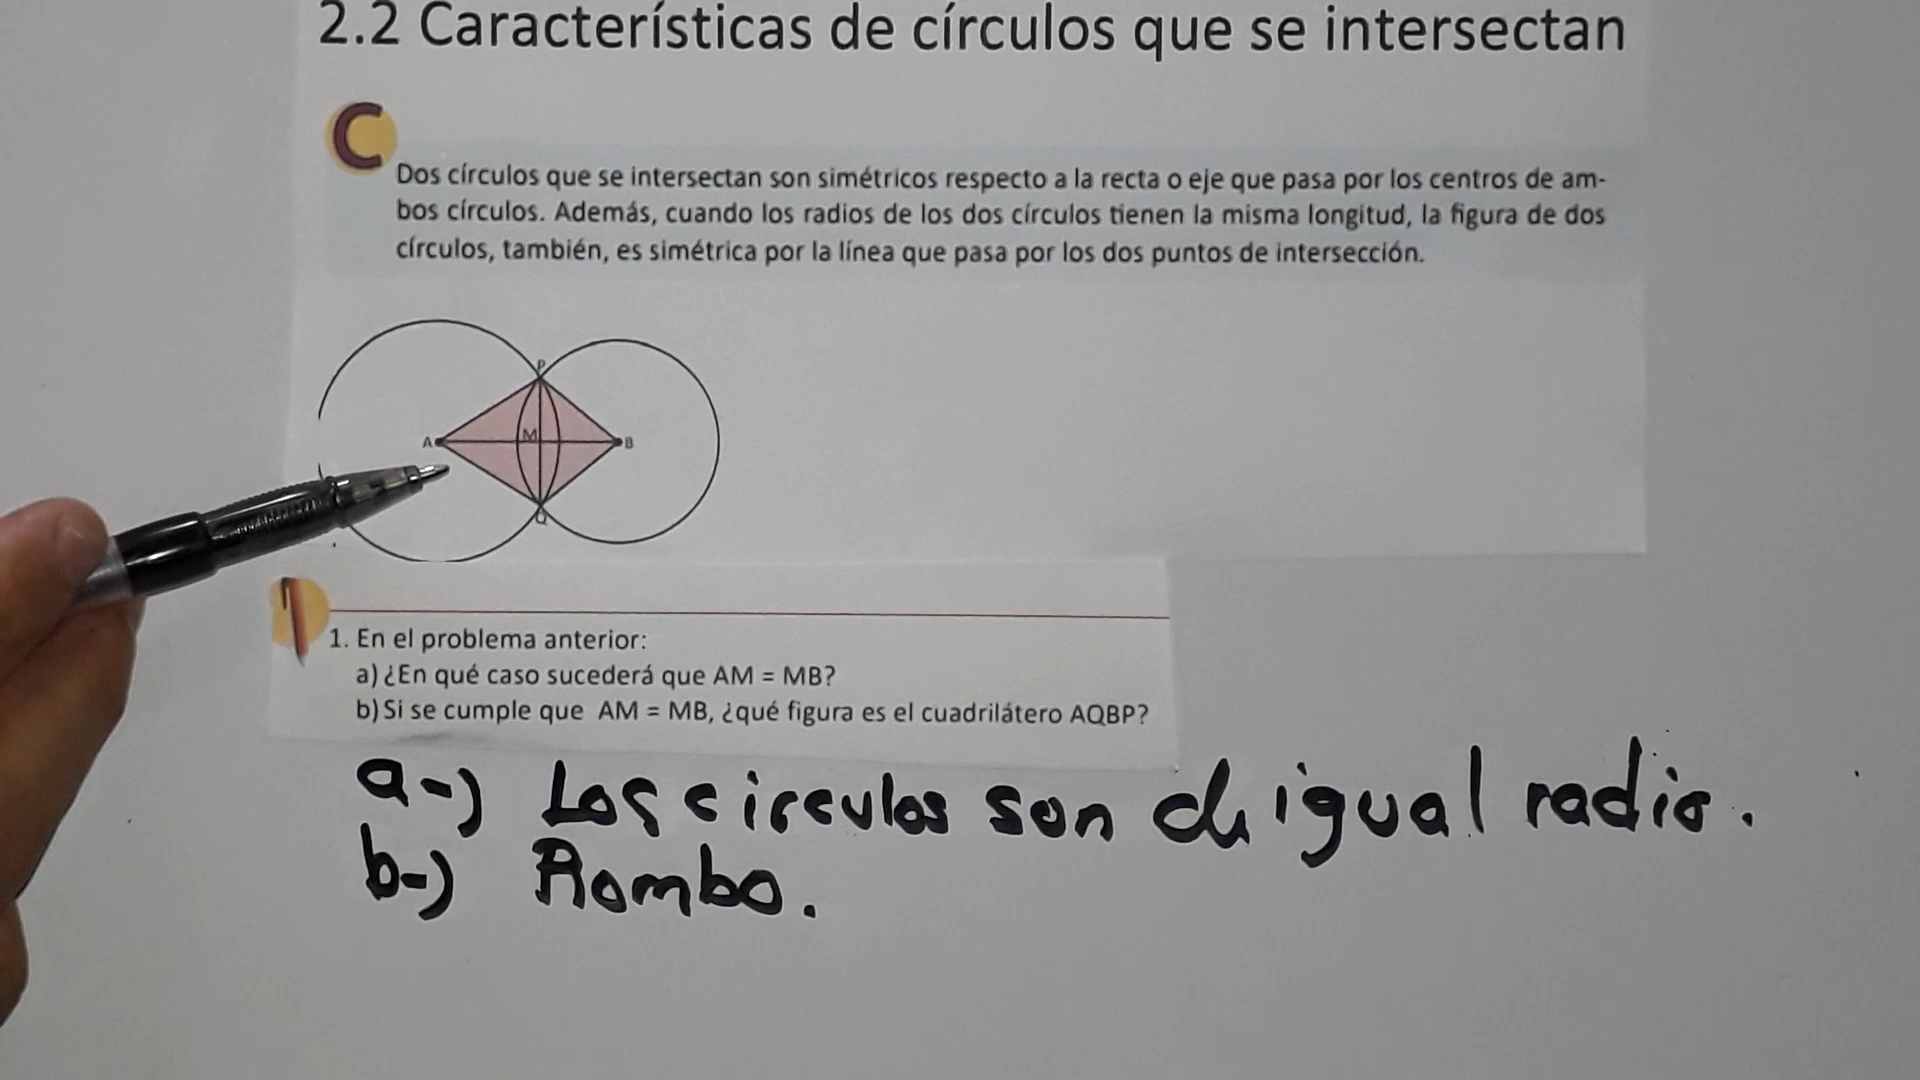 2.2 Características de círculos que se intersectan
C
Dos círculos que se intersectan son simétricos respecto a la recta o eje que pasa por los centros de am-
bos círculos. Además, cuando los radios de los dos círculos tienen la misma longitud, la figura de dos
círculos, también, es simétrica por la línea que pasa por los dos puntos de intersección.
P
A M B
Q
1. En el problema anterior:
a) ¿En qué caso sucederá que AM = MB?
b) Si se cumple que AM = MB, ¿qué figura es el cuadrilátero AQBP?
a-) Los circulos son de igual radio.
b-) Rombo.